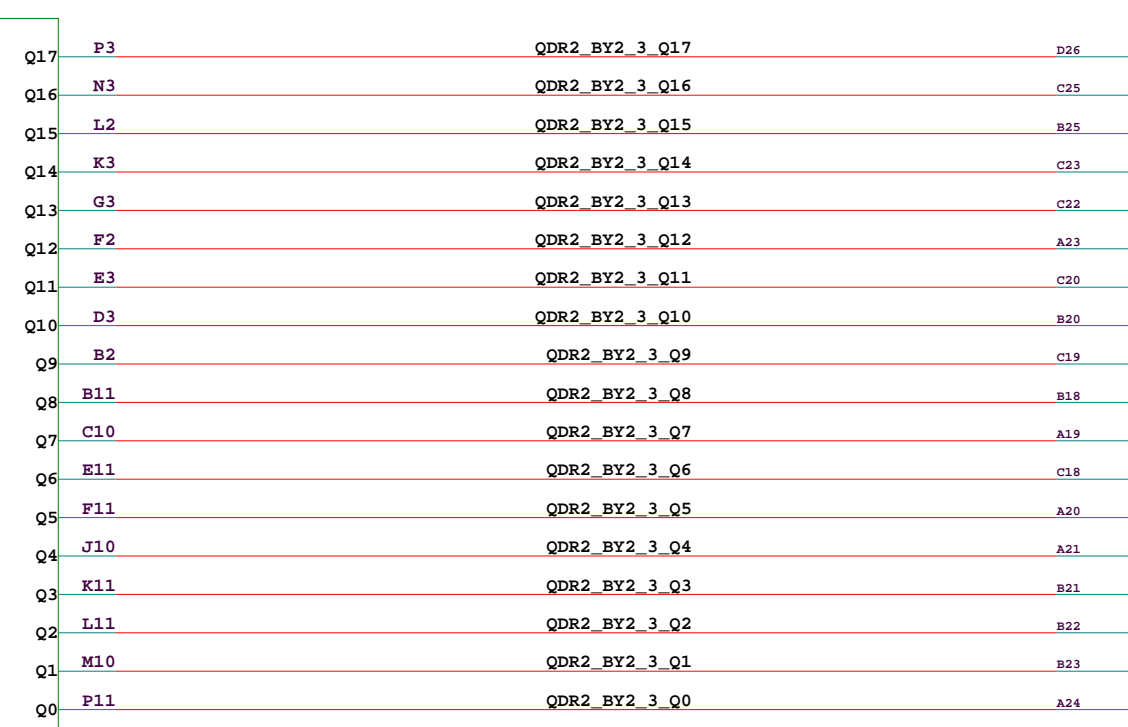 Q17 P3 QDR2_BY2_3_Q17 D26
Q16 N3 QDR2_BY2_3_Q16 C25
Q15 L2 QDR2_BY2_3_Q15 B25
Q14 K3 QDR2_BY2_3_Q14 C23
Q13 G3 QDR2_BY2_3_Q13 C22
Q12 F2 QDR2_BY2_3_Q12 A23
Q11 E3 QDR2_BY2_3_Q11 C20
Q10 D3 QDR2_BY2_3_Q10 B20
Q9 B2 QDR2_BY2_3_Q9 C19
Q8 B11 QDR2_BY2_3_Q8 B18
Q7 C10 QDR2_BY2_3_Q7 A19
Q6 E11 QDR2_BY2_3_Q6 C18
Q5 F11 QDR2_BY2_3_Q5 A20
Q4 J10 QDR2_BY2_3_Q4 A21
Q3 K11 QDR2_BY2_3_Q3 B21
Q2 L11 QDR2_BY2_3_Q2 B22
Q1 M10 QDR2_BY2_3_Q1 B23
Q0 P11 QDR2_BY2_3_Q0 A24